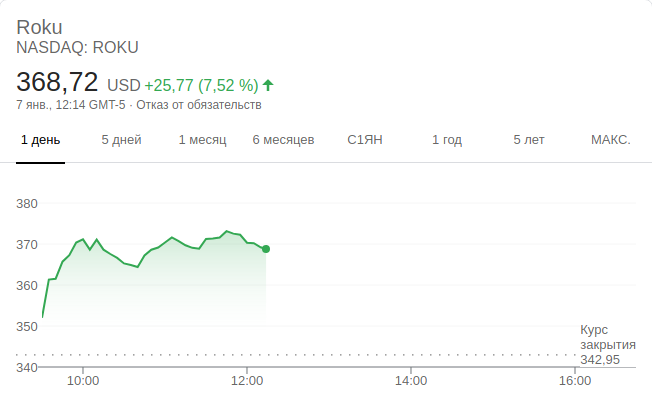 Roku
NASDAQ: ROKU
368,72 USD +25,77 (7,52 %)
7 янв., 12:14 GMT-5 · Отказ от обязательств
1 день 5 дней 1 месяц 6 месяцев С1ЯН 1 год 5 лет МАКС.
380
370
360
350
Курс
закрытия
342,95
340
10:00 12:00 14:00 16:00